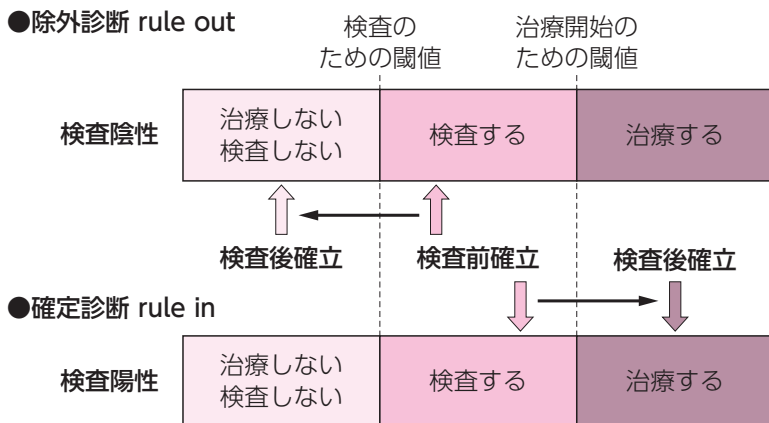 ●除外診断 rule out
検査の
ための閾値
治療開始の
ための閾値
検査陰性
治療しない
検査しない
検査する
治療する
検査後確立
検査前確立
検査後確立
●確定診断 rule in
検査陽性
治療しない
検査しない
検査する
治療する